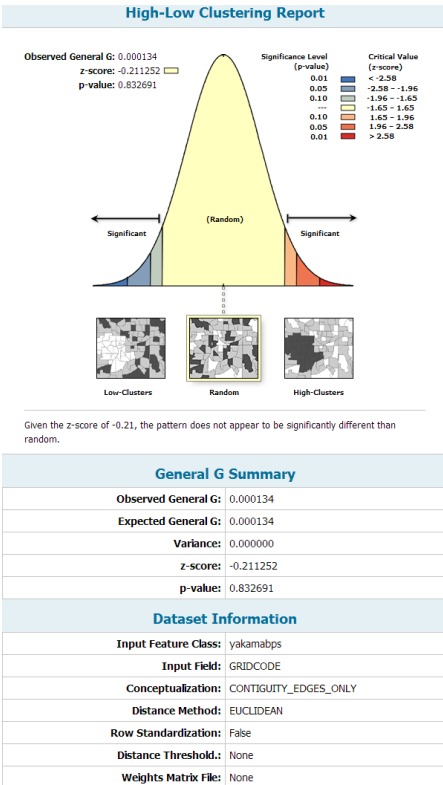 High-Low Clustering Report
Observed General G: 0.000134
z-score: -0.211252
p-value: 0.832691
Significance Level
(p-value)
Critical Value
(z-score)
0.01 < -2.58
0.05 -2.58 - -1.96
0.10 -1.96 - -1.65
--- -1.65 - 1.65
0.10 1.65 - 1.96
0.05 1.96 - 2.58
0.01 > 2.58
(Random)
Significant
Significant
Low-Clusters
Random
High-Clusters
Given the z-score of -0.21, the pattern does not appear to be significantly different than
random.
General G Summary
Observed General G: 0.000134
Expected General G: 0.000134
Variance: 0.000000
z-score: -0.211252
p-value: 0.832691
Dataset Information
Input Feature Class: yakamabps
Input Field: GRIDCODE
Conceptualization: CONTIGUITY_EDGES_ONLY
Distance Method: EUCLIDEAN
Row Standardization: False
Distance Threshold.: None
Weights Matrix File: None